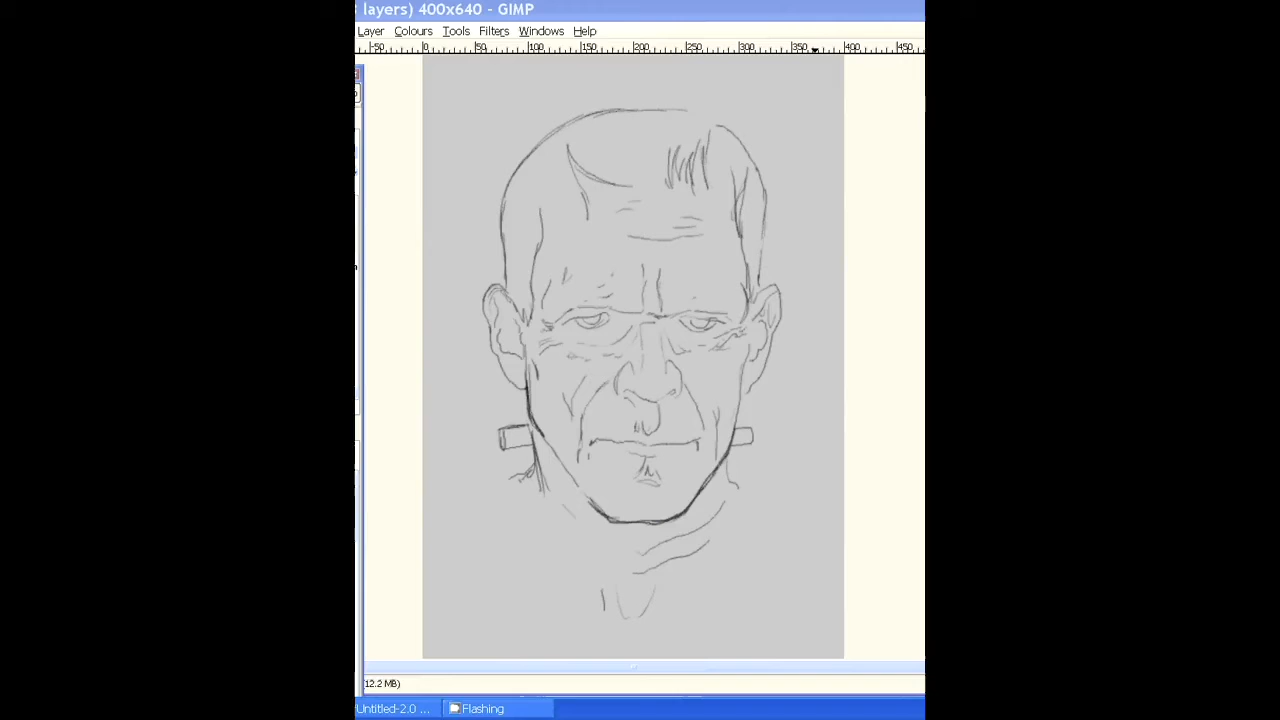 layers) 400x640 - GIMP
Layer Colours Tools Filters Windows Help
-50 0 50 100 150 200 250 300 350 400 450
(12.2 MB)
Untitled-2.0 ... Flashing